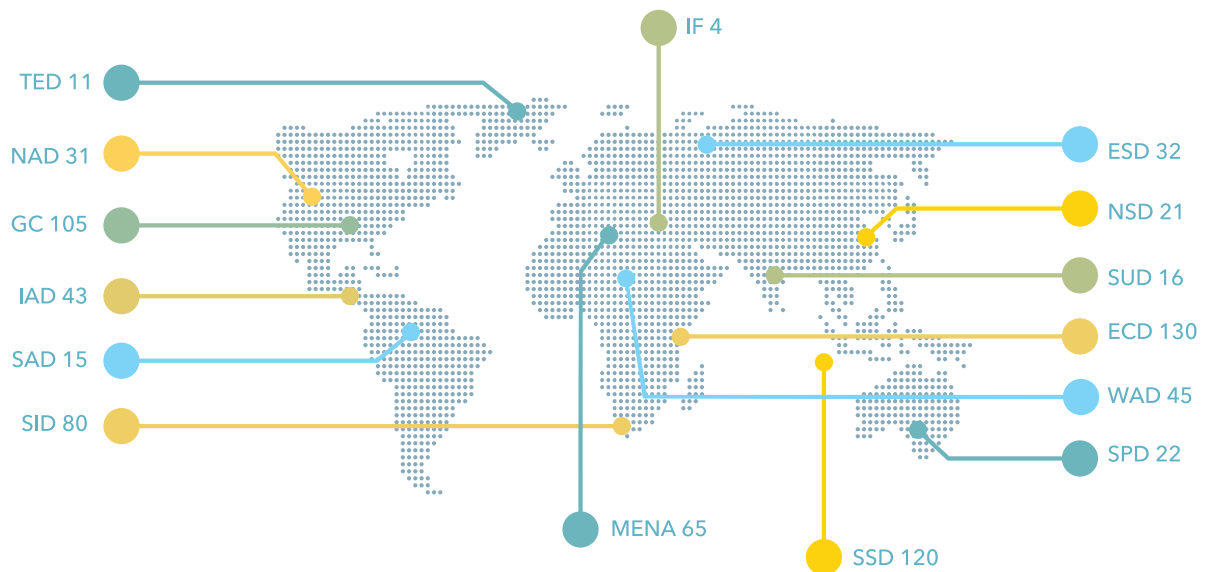 IF 4
TED 11
NAD 31
GC 105
IAD 43
SAD 15
SID 80
ESD 32
NSD 21
SUD 16
ECD 130
WAD 45
SPD 22
MENA 65
SSD 120